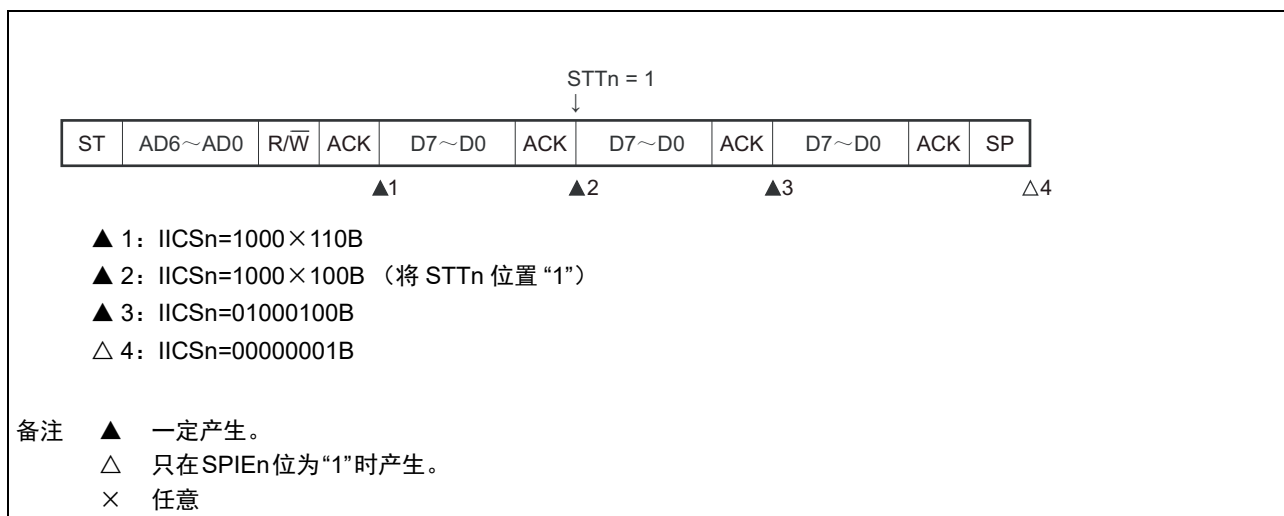 STTn = 1
↓
ST AD6～AD0 R/W̅ ACK D7～D0 ACK D7～D0 ACK D7～D0 ACK SP
▲1 ▲2 ▲3 △4
▲ 1：IICSn=1000×110B
▲ 2：IICSn=1000×100B （将 STTn 位置 “1”）
▲ 3：IICSn=01000100B
△ 4：IICSn=00000001B
备注 ▲ 一定产生。
△ 只在SPIEn位为“1”时产生。
× 任意